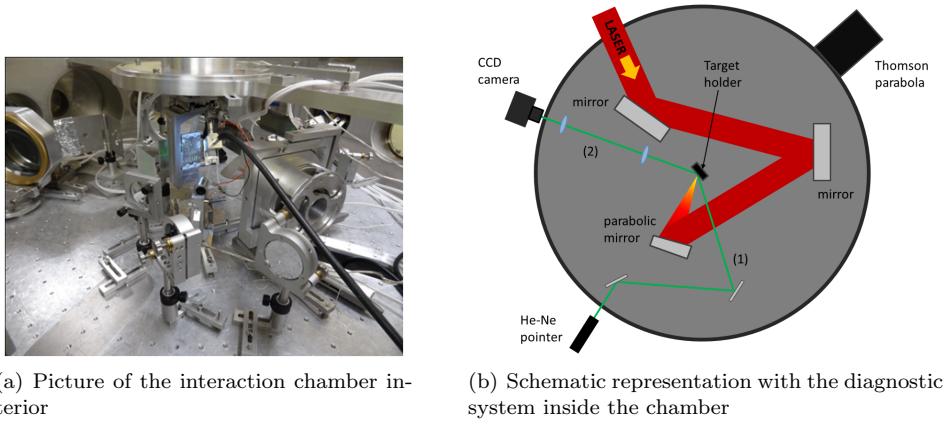 LASER
CCD
camera
Target
holder
Thomson
parabola
mirror
(2)
mirror
parabolic
mirror
(1)
He-Ne
pointer
(a) Picture of the interaction chamber in-
terior
(b) Schematic representation with the diagnostic
system inside the chamber